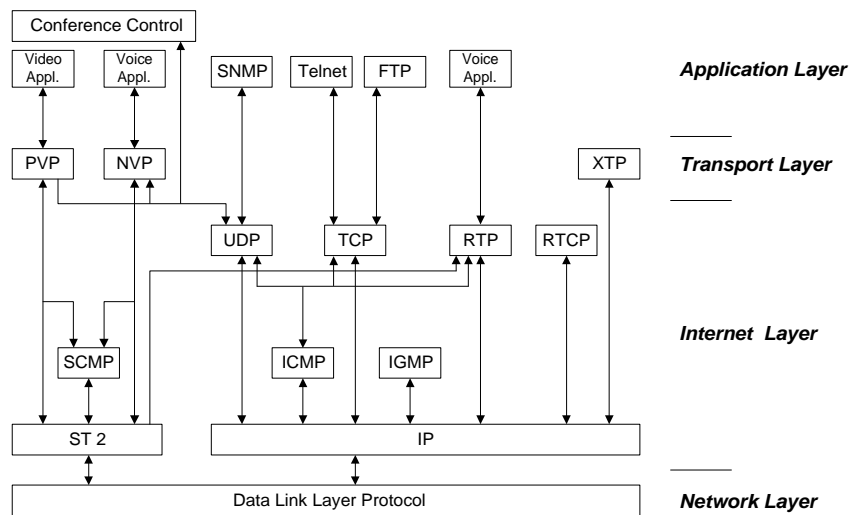 Conference Control
Video
Appl.
Voice
Appl.
SNMP
Telnet
FTP
Voice
Appl.
Application Layer
PVP
NVP
XTP
Transport Layer
UDP
TCP
RTP
RTCP
Internet Layer
SCMP
ICMP
IGMP
ST 2
IP
Data Link Layer Protocol
Network Layer